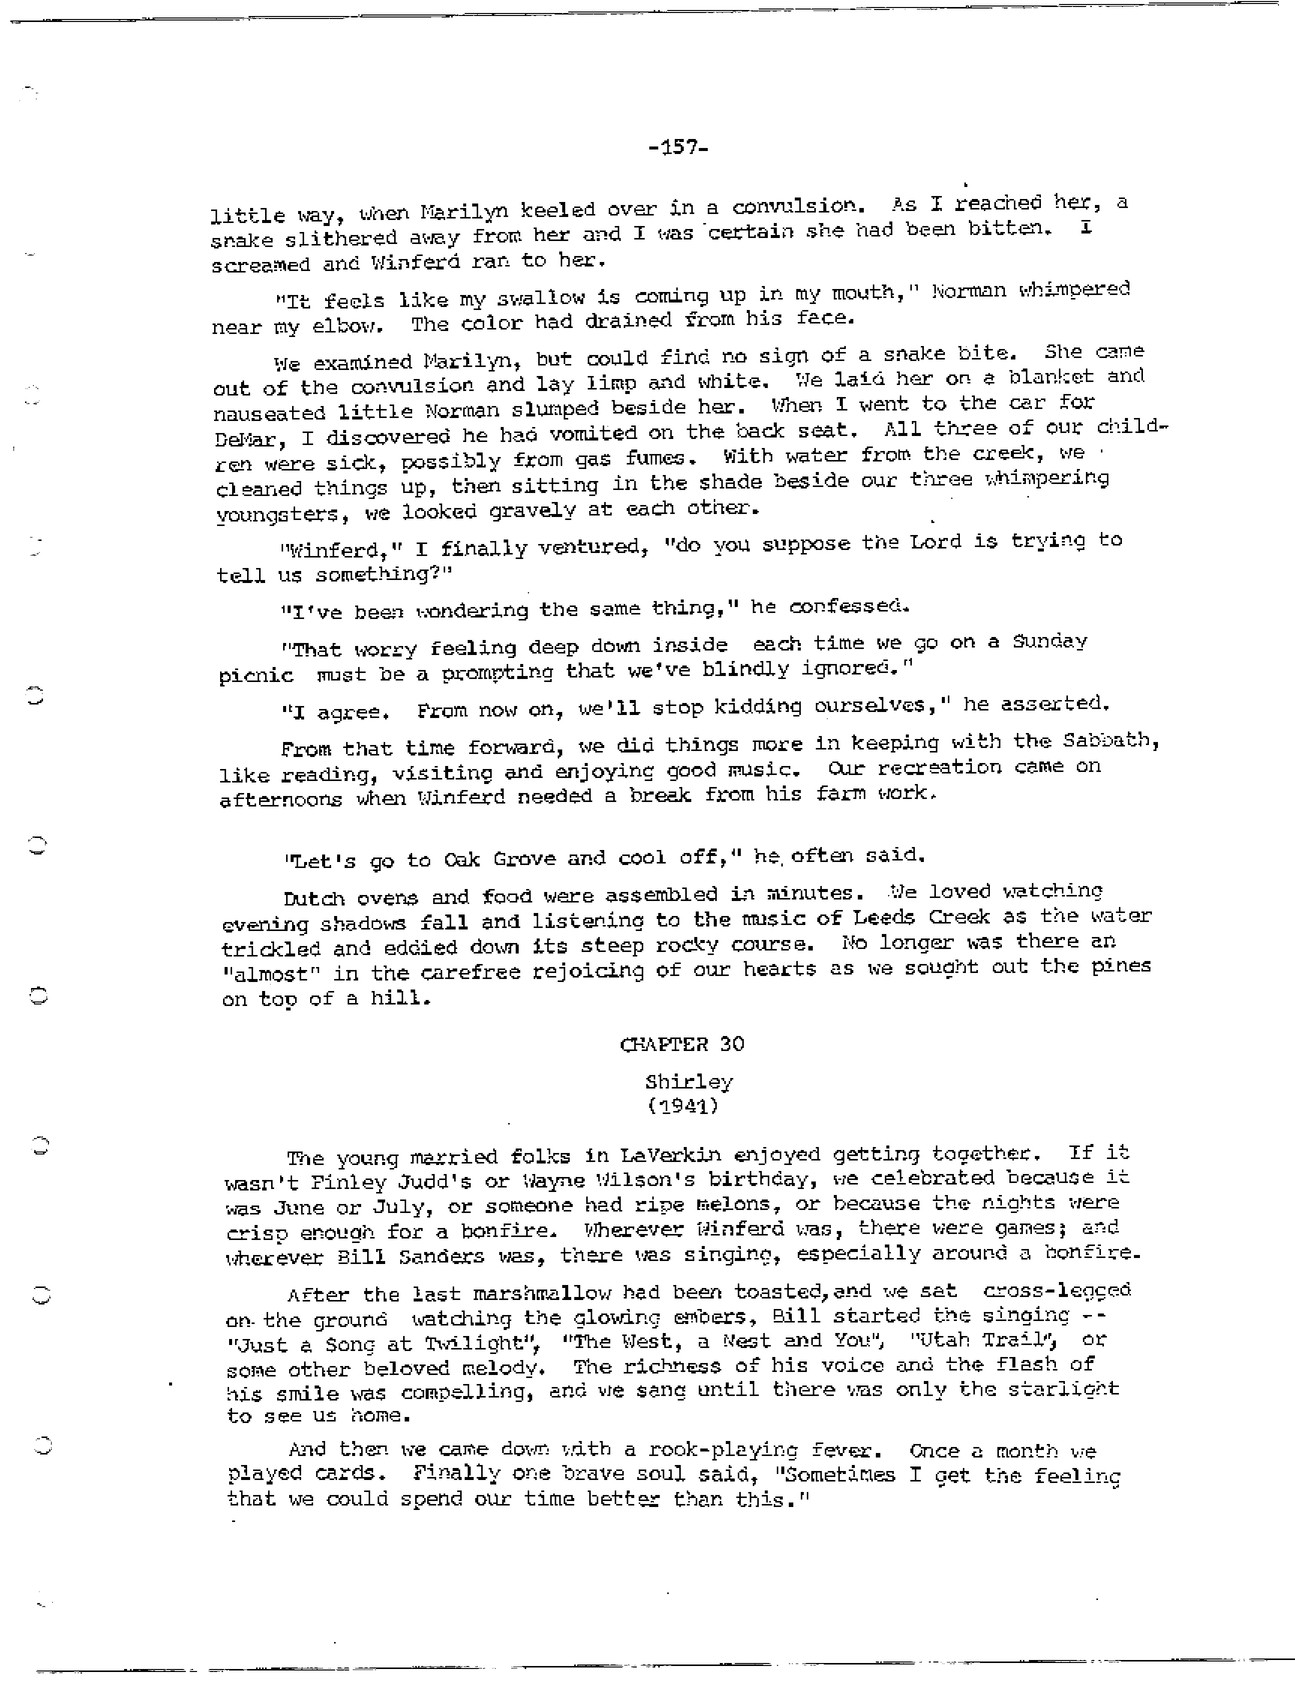 -157-
little way, when Marilyn keeled over in a convulsion. As I reached her, a
snake slithered away from her and I was certain she had been bitten. I
screamed and Winferd ran to her.
"It feels like my swallow is coming up in my mouth," Norman whimpered
near my elbow. The color had drained from his face.
We examined Marilyn, but could find no sign of a snake bite. She came
out of the convulsion and lay limp and white. We laid her on a blanket and
nauseated little Norman slumped beside her. When I went to the car for
DeMar, I discovered he had vomited on the back seat. All three of our child-
ren were sick, possibly from gas fumes. With water from the creek, we
cleaned things up, then sitting in the shade beside our three whimpering
youngsters, we looked gravely at each other.
"Winferd," I finally ventured, "do you suppose the Lord is trying to
tell us something?"
"I've been wondering the same thing," he confessed.
"That worry feeling deep down inside each time we go on a Sunday
picnic must be a prompting that we've blindly ignored."
"I agree. From now on, we'll stop kidding ourselves," he asserted.
From that time forward, we did things more in keeping with the Sabbath,
like reading, visiting and enjoying good music. Our recreation came on
afternoons when Winferd needed a break from his farm work.
"Let's go to Oak Grove and cool off," he often said.
Dutch ovens and food were assembled in minutes. We loved watching
evening shadows fall and listening to the music of Leeds Creek as the water
trickled and eddied down its steep rocky course. No longer was there an
"almost" in the carefree rejoicing of our hearts as we sought out the pines
on top of a hill.
CHAPTER 30
Shirley
(1941)
The young married folks in LaVerkin enjoyed getting together. If it
wasn't Finley Judd's or Wayne Wilson's birthday, we celebrated because it
was June or July, or someone had ripe melons, or because the nights were
crisp enough for a bonfire. Wherever Winferd was, there were games; and
wherever Bill Sanders was, there was singing, especially around a bonfire.
After the last marshmallow had been toasted, and we sat cross-legged
on the ground watching the glowing embers, Bill started the singing --
"Just a Song at Twilight", "The West, a Nest and You", "Utah Trail", or
some other beloved melody. The richness of his voice and the flash of
his smile was compelling, and we sang until there was only the starlight
to see us home.
And then we came down with a rook-playing fever. Once a month we
played cards. Finally one brave soul said, "Sometimes I get the feeling
that we could spend our time better than this."